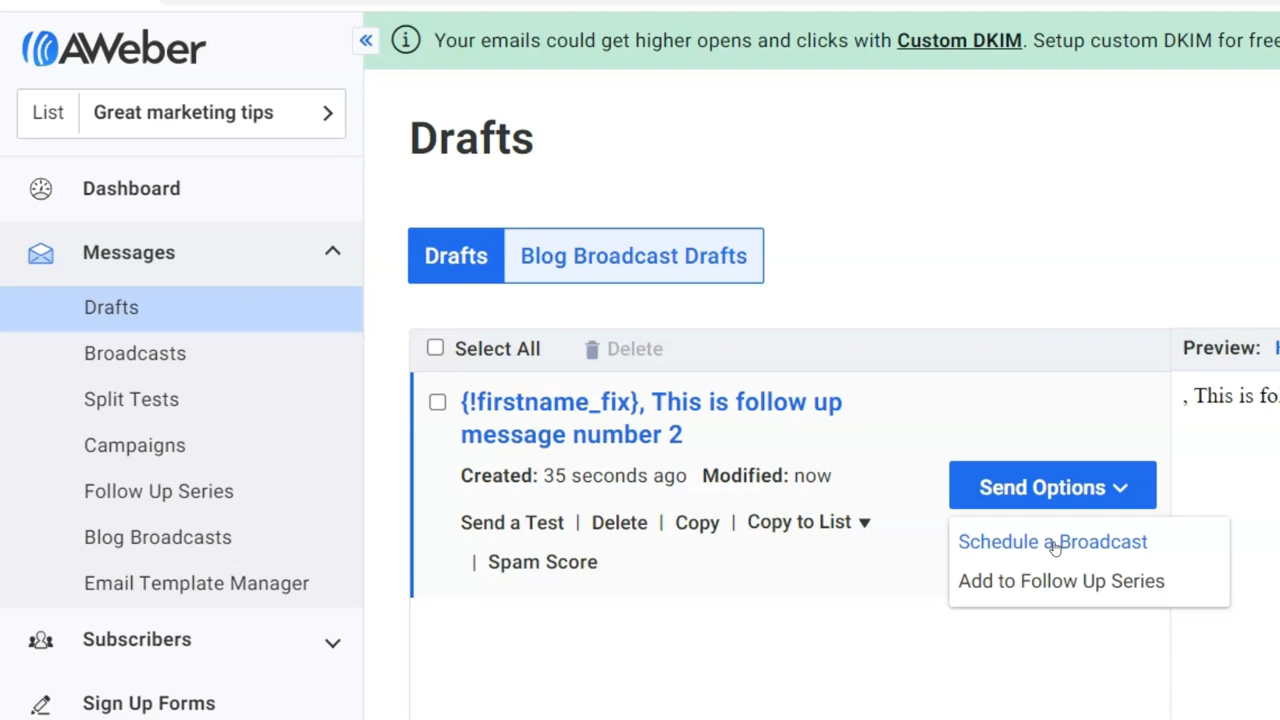 AWeber
List Great marketing tips
Dashboard
Messages
Drafts
Broadcasts
Split Tests
Campaigns
Follow Up Series
Blog Broadcasts
Email Template Manager
Subscribers
Sign Up Forms
Your emails could get higher opens and clicks with Custom DKIM. Setup custom DKIM for free
Drafts
Drafts Blog Broadcast Drafts
Select All Delete
{!firstname_fix}, This is follow up
message number 2
Created: 35 seconds ago Modified: now
Send a Test | Delete | Copy | Copy to List ▼
| Spam Score
Send Options
Schedule a Broadcast
Add to Follow Up Series
Preview:
, This is fo